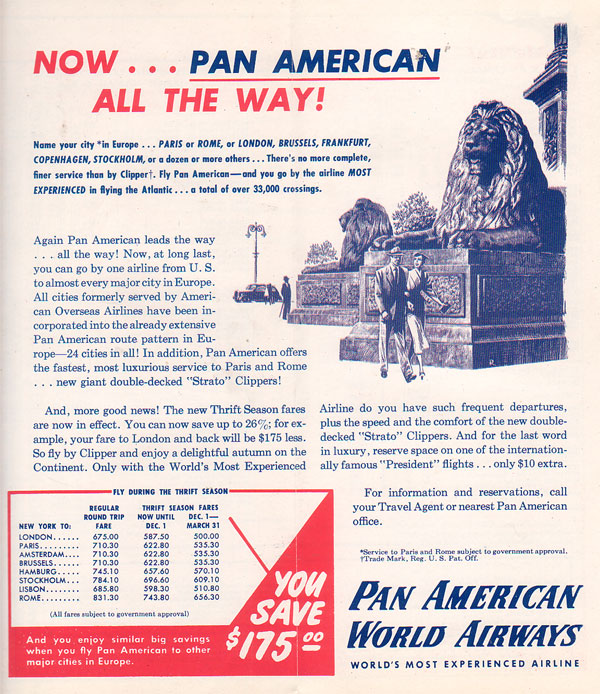 NOW . . . PAN AMERICAN
ALL THE WAY!
Name your city *in Europe . . . PARIS or ROME, or LONDON, BRUSSELS, FRANKFURT,
COPENHAGEN, STOCKHOLM, or a dozen or more others . . . There's no more complete,
finer service than by Clipper†. Fly Pan American—and you go by the airline MOST
EXPERIENCED in flying the Atlantic . . . a total of over 33,000 crossings.
Again Pan American leads the way
. . . all the way! Now, at long last,
you can go by one airline from U. S.
to almost every major city in Europe.
All cities formerly served by Ameri-
can Overseas Airlines have been in-
corporated into the already extensive
Pan American route pattern in Eu-
rope—24 cities in all! In addition, Pan American offers
the fastest, most luxurious service to Paris and Rome
. . . new giant double-decked "Strato" Clippers!
And, more good news! The new Thrift Season fares
are now in effect. You can now save up to 26%; for ex-
ample, your fare to London and back will be $175 less.
So fly by Clipper and enjoy a delightful autumn on the
Continent. Only with the World's Most Experienced
Airline do you have such frequent departures,
plus the speed and the comfort of the new double-
decked "Strato" Clippers. And for the last word
in luxury, reserve space on one of the internation-
ally famous "President" flights . . . only $10 extra.
For information and reservations, call
your Travel Agent or nearest Pan American
office.
*Service to Paris and Rome subject to government approval.
†Trade Mark, Reg. U. S. Pat. Off.
FLY DURING THE THRIFT SEASON
REGULAR THRIFT SEASON FARES
ROUND TRIP NOW UNTIL DEC. 1—
NEW YORK TO: FARE DEC. 1 MARCH 31
LONDON...... 675.00 587.50 500.00
PARIS......... 710.30 622.80 535.30
AMSTERDAM.... 710.30 622.80 535.30
BRUSSELS...... 710.30 622.80 535.30
HAMBURG...... 745.10 657.60 570.10
STOCKHOLM... 784.10 696.60 609.10
LISBON........ 685.80 598.30 510.80
ROME.......... 831.30 743.80 656.30
(All fares subject to government approval)
And you enjoy similar big savings
when you fly Pan American to other
major cities in Europe.
YOU
SAVE
$175 00
PAN AMERICAN
WORLD AIRWAYS
WORLD'S MOST EXPERIENCED AIRLINE